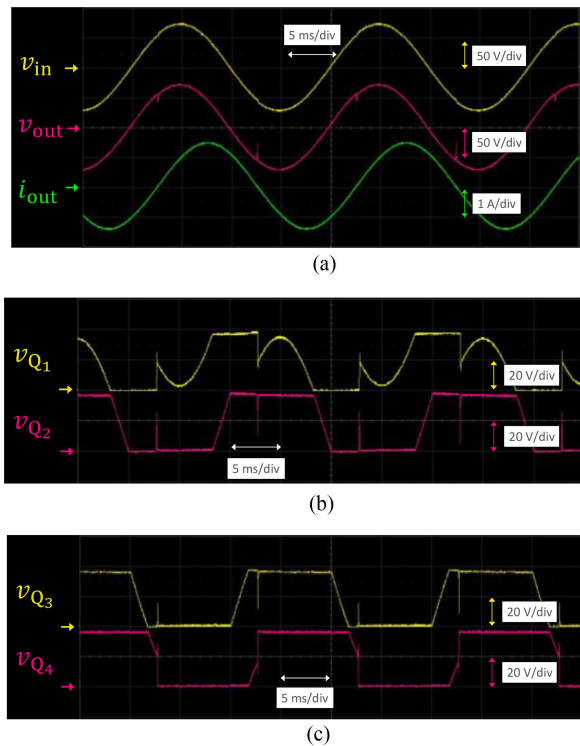 5 ms/div
50 V/div
v_in
v_out
50 V/div
i_out
1 A/div
(a)
v_Q1
20 V/div
v_Q2
20 V/div
5 ms/div
(b)
v_Q3
20 V/div
v_Q4
20 V/div
5 ms/div
(c)